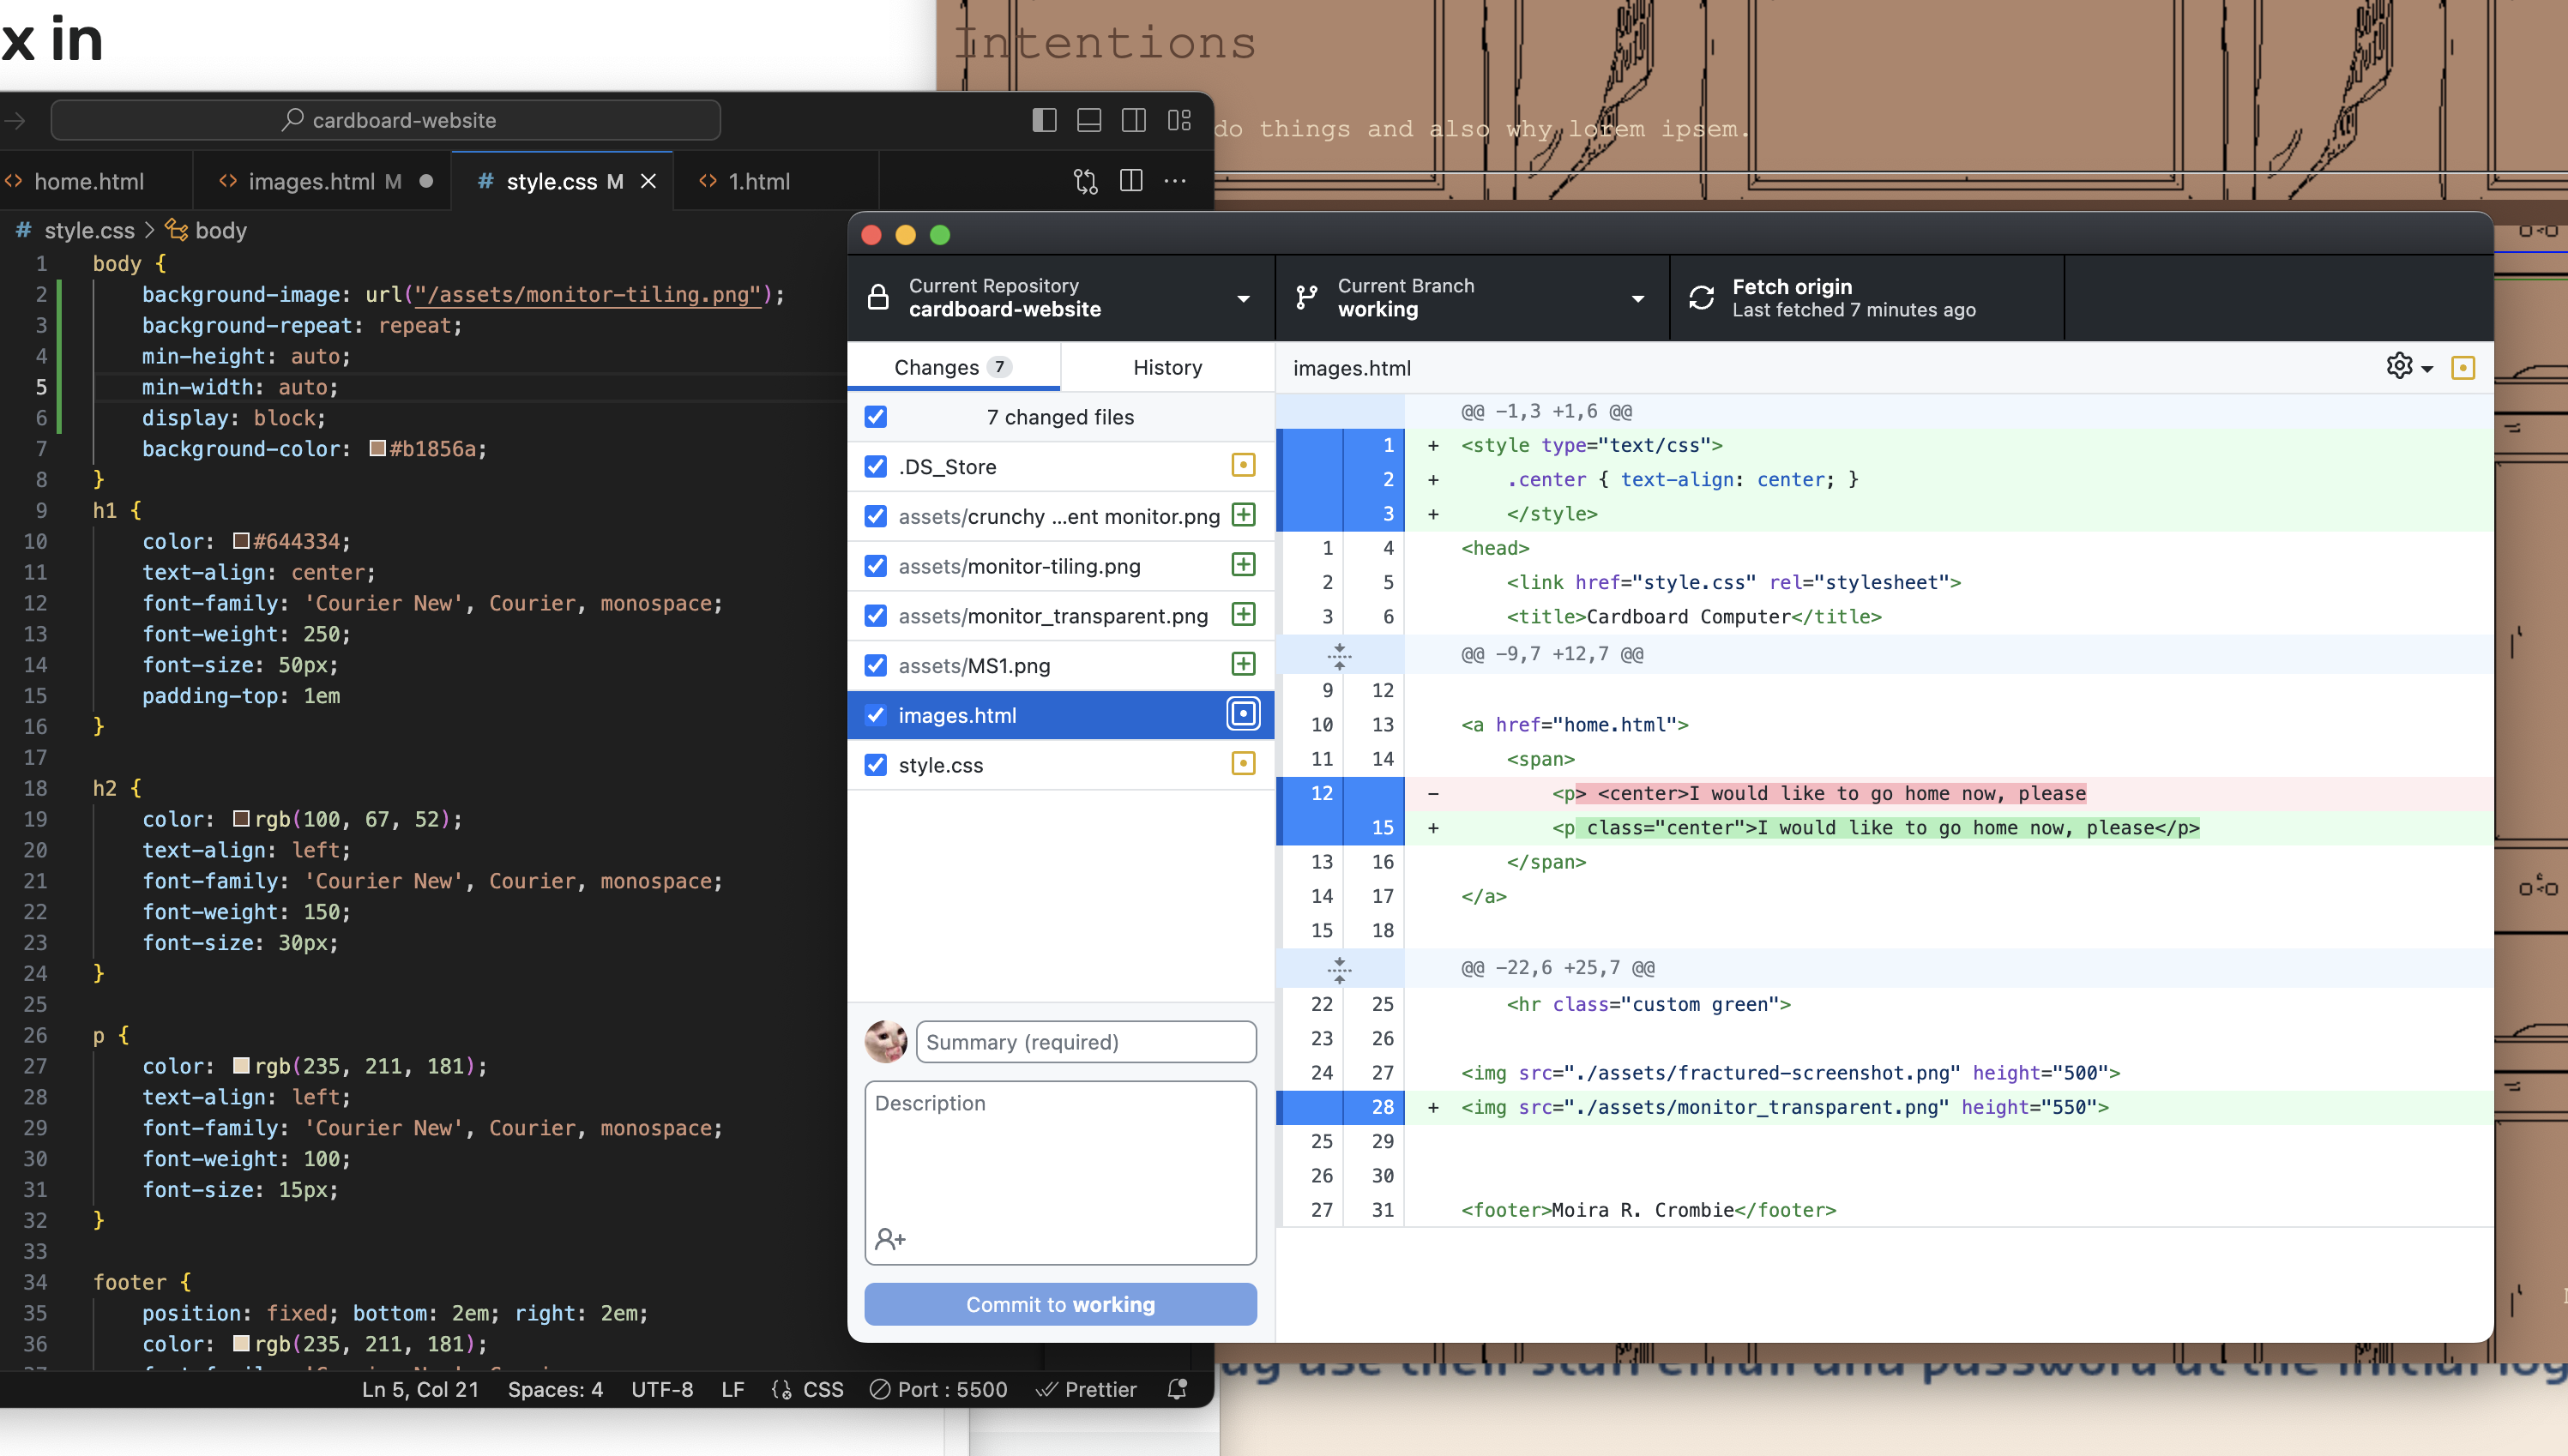 x in
Intentions
do things and also why lorem ipsem.
cardboard-website
home.html
images.html M
style.css M
1.html
style.css > body
1 body {
2 background-image: url("/assets/monitor-tiling.png");
3 background-repeat: repeat;
4 min-height: auto;
5 min-width: auto;
6 display: block;
7 background-color: #b1856a;
8 }
9 h1 {
10 color: #644334;
11 text-align: center;
12 font-family: 'Courier New', Courier, monospace;
13 font-weight: 250;
14 font-size: 50px;
15 padding-top: 1em
16 }
17
18 h2 {
19 color: rgb(100, 67, 52);
20 text-align: left;
21 font-family: 'Courier New', Courier, monospace;
22 font-weight: 150;
23 font-size: 30px;
24 }
25
26 p {
27 color: rgb(235, 211, 181);
28 text-align: left;
29 font-family: 'Courier New', Courier, monospace;
30 font-weight: 100;
31 font-size: 15px;
32 }
33
34 footer {
35 position: fixed; bottom: 2em; right: 2em;
36 color: rgb(235, 211, 181);
Ln 5, Col 21 Spaces: 4 UTF-8 LF CSS Port : 5500 Prettier
Current Repository
cardboard-website
Current Branch
working
Fetch origin
Last fetched 7 minutes ago
Changes 7
History
7 changed files
.DS_Store
assets/crunchy ...ent monitor.png
assets/monitor-tiling.png
assets/monitor_transparent.png
assets/MS1.png
images.html
style.css
Summary (required)
Description
Commit to working
images.html
@@ -1,3 +1,6 @@
1 + <style type="text/css">
2 + .center { text-align: center; }
3 + </style>
1 4 <head>
2 5 <link href="style.css" rel="stylesheet">
3 6 <title>Cardboard Computer</title>
@@ -9,7 +12,7 @@
9 12
10 13 <a href="home.html">
11 14 <span>
12 - <p> <center>I would like to go home now, please
15 + <p class="center">I would like to go home now, please</p>
13 16 </span>
14 17 </a>
15 18
@@ -22,6 +25,7 @@
22 25 <hr class="custom green">
23 26
24 27 <img src="./assets/fractured-screenshot.png" height="500">
28 + <img src="./assets/monitor_transparent.png" height="550">
25 29
26 30
27 31 <footer>Moira R. Crombie</footer>
use their staff email and password at the initial log